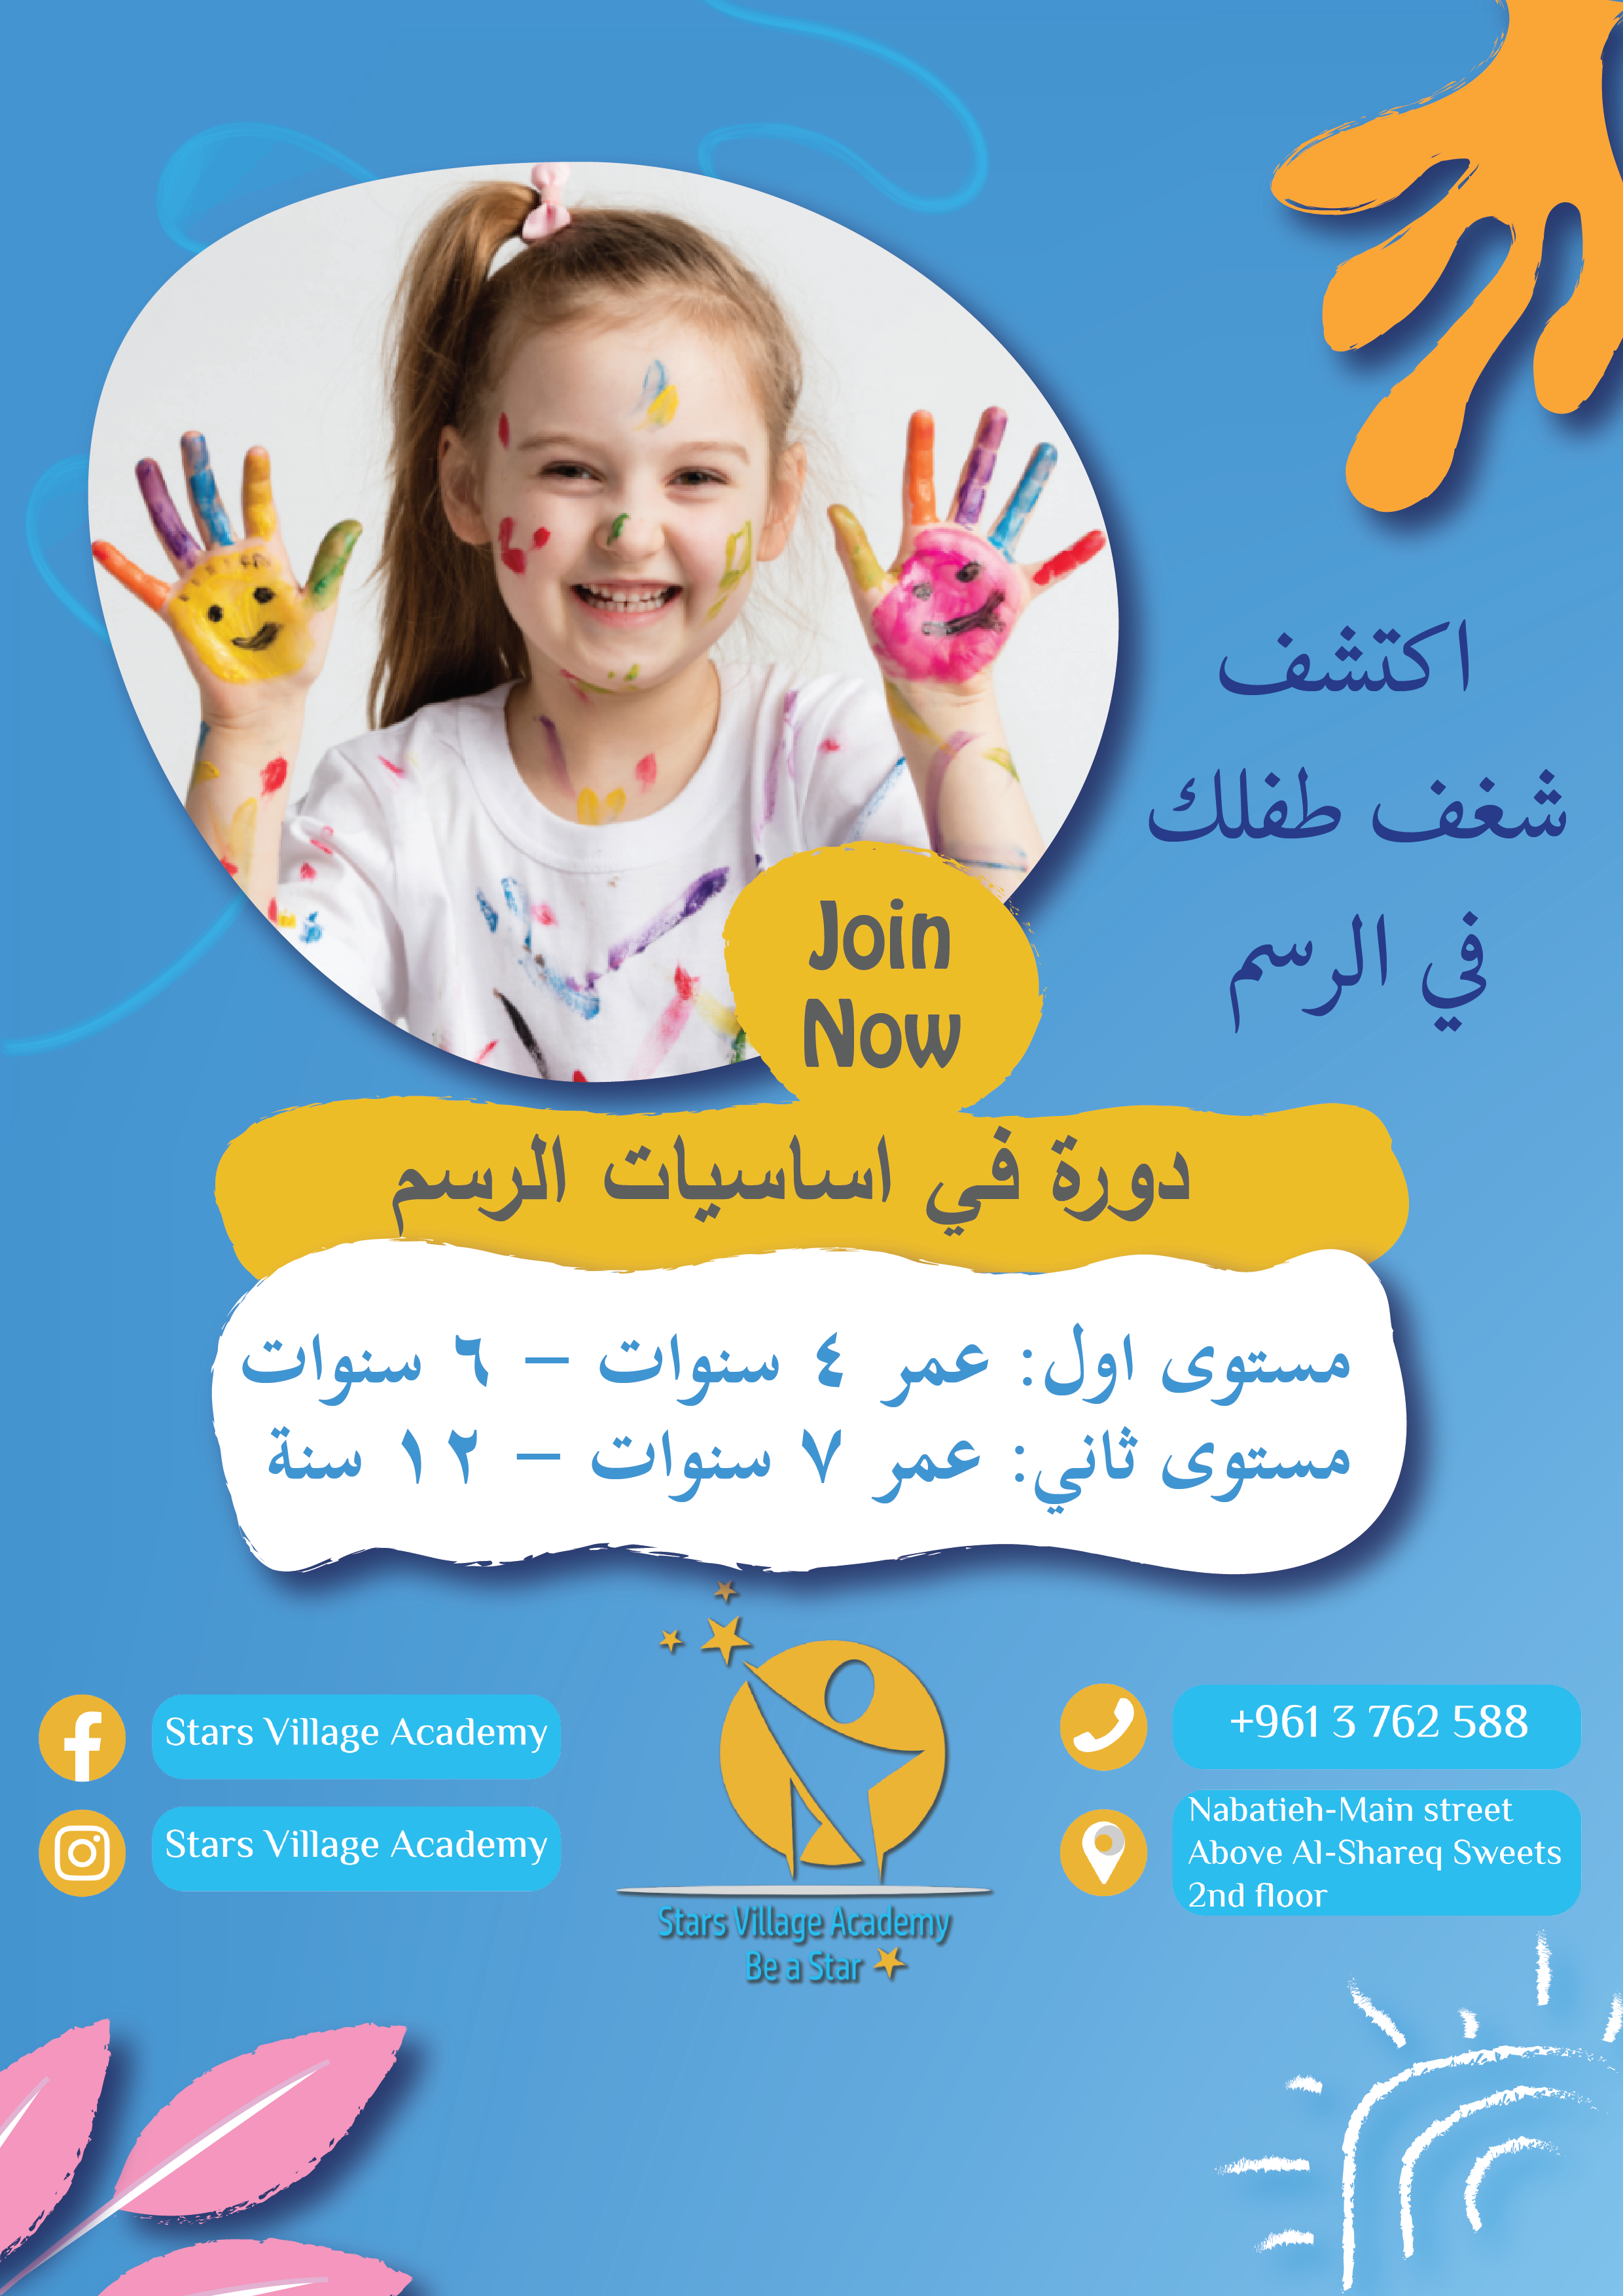 اكتشف
شغف طفلك
في الرسم
Join
Now
دورة في اساسيات الرسم
مستوى اول: عمر ٤ سنوات – ٦ سنوات
مستوى ثاني: عمر ٧ سنوات – ١٢ سنة
Stars Village Academy
Stars Village Academy
Stars Village Academy
Be a Star
+961 3 762 588
Nabatieh-Main street
Above Al-Shareq Sweets
2nd floor